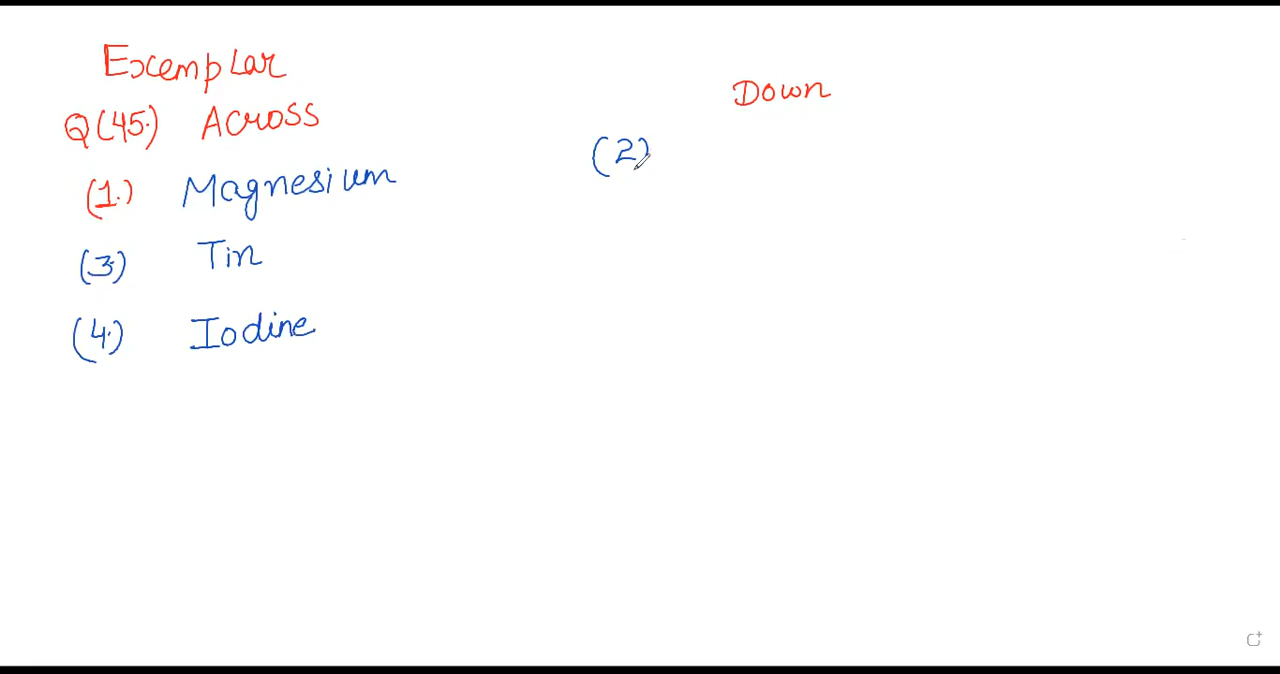 Exemplar
Q(45.) Across
(1.) Magnesium
(3.) Tin
(4.) Iodine
Down
(2)